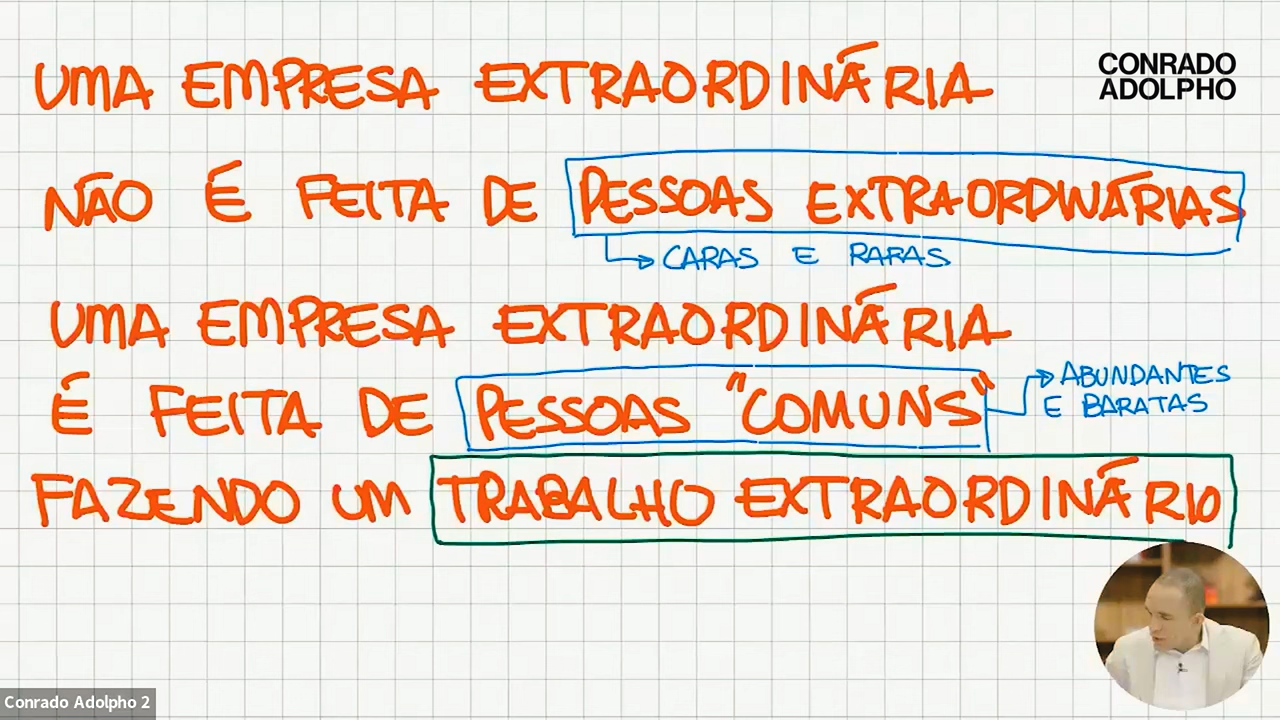 CONRADO
ADOLPHO
UMA EMPRESA EXTRAORDINÁRIA
NÃO É FEITA DE PESSOAS EXTRAORDINÁRIAS
CARAS E RARAS
UMA EMPRESA EXTRAORDINÁRIA
É FEITA DE PESSOAS "COMUNS"
ABUNDANTES
E BARATAS
FAZENDO UM TRABALHO EXTRAORDINÁRIO
Conrado Adolpho 2